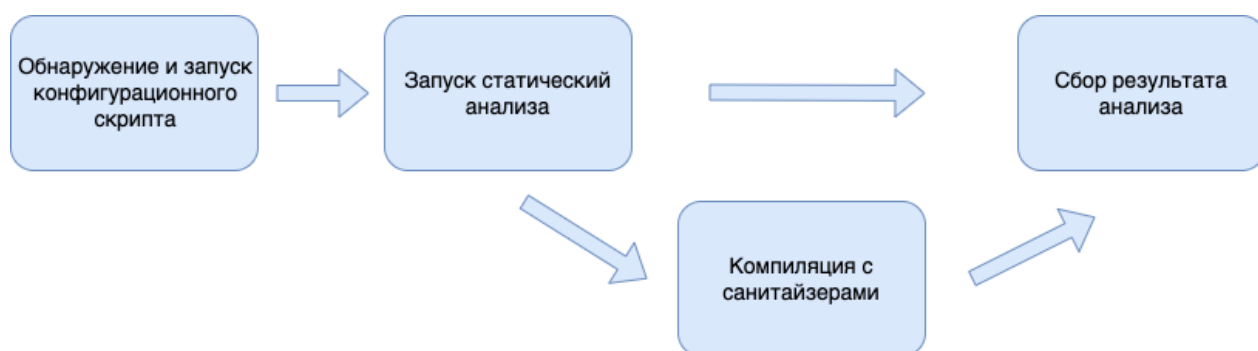 Обнаружение и запуск
конфигурационного
скрипта
Запуск статический
анализа
Сбор результата
анализа
Компиляция с
санитайзерами